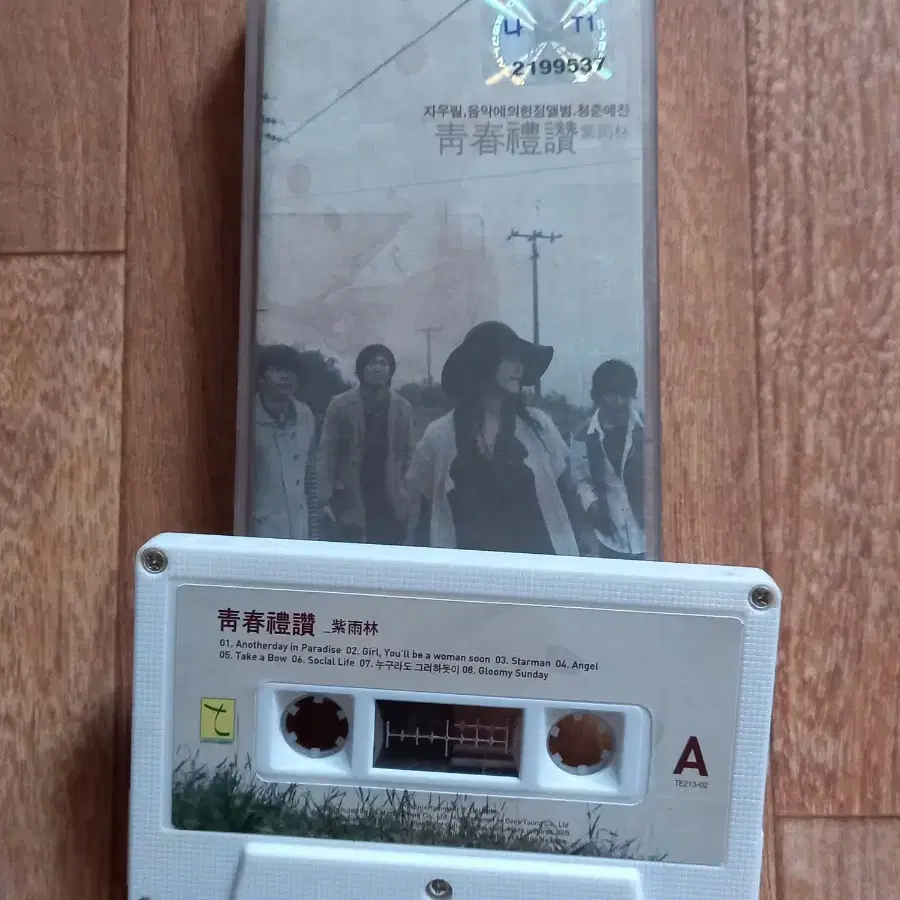 나 T1
2199537
자우림,음악에의헌정앨범.청춘예찬
靑春禮讚 紫雨林
靑春禮讚 _紫雨林
01. Anotherday in Paradise 02. Girl, You'll be a woman soon 03. Starman 04. Angel
05. Take a Bow 06. Social Life 07. 누구라도 그러하듯이 08. Gloomy Sunday
t
A
TE213-02